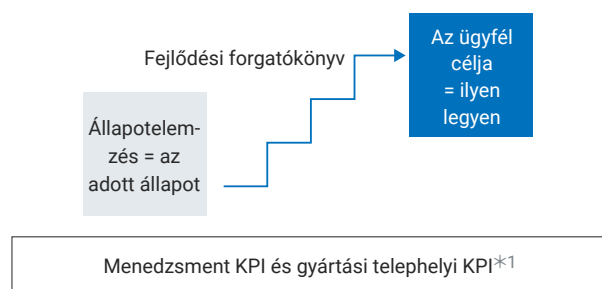 Fejlődési forgatókönyv
Az ügyfél
célja
= ilyen
legyen
Állapotelem-
zés = az
adott állapot
Menedzsment KPI és gyártási telephelyi KPI＊1